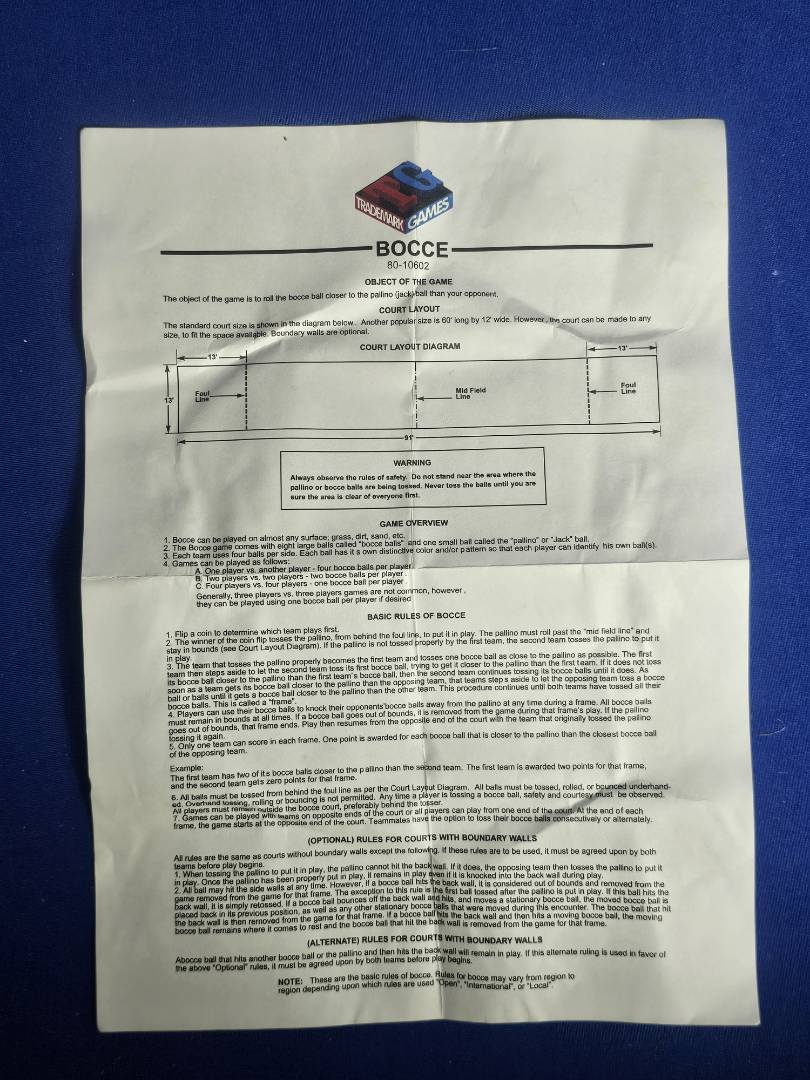 TG
TRADEMARK GAMES
BOCCE
80-10602
OBJECT OF THE GAME
The object of the game is to roll the bocce ball closer to the pallino (jack) ball than your opponent.
COURT LAYOUT
The standard court size is shown in the diagram below. Another popular size is 60' long by 12' wide. However, the court can be made to any
size, to fit the space available. Boundary walls are optional.
COURT LAYOUT DIAGRAM
13'
13'
13'
Foul
Line
Mid Field
Line
Foul
Line
91'
WARNING
Always observe the rules of safety. Do not stand near the area where the
pallino or bocce balls are being tossed. Never toss the balls until you are
sure the area is clear of everyone first.
GAME OVERVIEW
1. Bocce can be played on almost any surface; grass, dirt, sand, etc.
2. The Bocce game comes with eight large balls called "bocce balls" and one small ball called the "pallino" or "Jack" ball.
3. Each team uses four balls per side. Each ball has it s own distinctive color and/or pattern so that each player can identify his own ball(s).
4. Games can be played as follows:
A. One player vs. another player - four bocce balls per player
B. Two players vs. two players - two bocce balls per player .
C. Four players vs. four players - one bocce ball per player .
Generally, three players vs. three players games are not common, however ,
they can be played using one bocce ball per player if desired
BASIC RULES OF BOCCE
1. Flip a coin to determine which team plays first.
2. The winner of the coin flip tosses the pallino, from behind the foul line, to put it in play. The pallino must roll past the "mid field line" and
stay in bounds (see Court Layout Diagram). If the pallino is not tossed properly by the first team, the second team tosses the pallino to put it
in play.
3. The team that tosses the pallino properly becomes the first team and tosses one bocce ball as close to the pallino as possible. The first
team then steps aside to let the second team toss its first bocce ball, trying to get it closer to the pallino than the first team. If it does not toss
its bocce ball closer to the pallino than the first team's bocce ball, then the second team continues tossing its bocce balls until it does. As
soon as a team gets its bocce ball closer to the pallino than the opposing team, that teams steps aside to let the opposing team toss a bocce
ball or balls until it gets a bocce ball closer to the pallino than the other team. This procedure continues until both teams have tossed all their
bocce balls. This is called a "frame".
4. Players can use their bocce balls to knock their opponents'bocce balls away from the pallino at any time during a frame. All bocce balls
must remain in bounds at all times. If a bocce ball goes out of bounds, it is removed from the game during that frame's play. If the pallino
goes out of bounds, that frame ends. Play then resumes from the opposite end of the court with the team that originally tossed the pallino
tossing it again.
5. Only one team can score in each frame. One point is awarded for each bocce ball that is closer to the pallino than the closest bocce ball
of the opposing team.
Example:
The first team has two of its bocce balls closer to the pallino than the second team. The first team is awarded two points for that frame,
and the second team gets zero points for that frame.
6. All balls must be tossed from behind the foul line as per the Court Layout Diagram. All balls must be tossed, rolled, or bounced underhand-
ed. Overhand tossing, rolling or bouncing is not permitted. Any time a player is tossing a bocce ball, safety and courtesy must be observed.
All players must remain outside the bocce court, preferably behind the tosser.
7. Games can be played with teams on opposite ends of the court or all players can play from one end of the court. At the end of each
frame, the game starts at the opposite end of the court. Teammates have the option to toss their bocce balls consecutively or alternately.
(OPTIONAL) RULES FOR COURTS WITH BOUNDARY WALLS
All rules are the same as courts without boundary walls except the following. If these rules are to be used, it must be agreed upon by both
teams before play begins.
1. When tossing the pallino to put it in play, the pallino cannot hit the back wall. If it does, the opposing team then tosses the pallino to put it
in play. Once the pallino has been properly put in play, it remains in play even if it is knocked into the back wall during play.
2. All ball may hit the side walls at any time. However, if a bocce ball hits the back wall, it is considered out of bounds and removed from the
game removed from the game for that frame. The exception to this rule is the first ball tossed after the pallino is put in play. If this ball hits the
back wall, it is simply retossed. If a bocce ball bounces off the back wall and hits, and moves a stationary bocce ball, the moved bocce ball is
placed back in its previous position, as well as any other stationary bocce balls that were moved during this encounter. The bocce ball that hit
the back wall is then removed from the game for that frame. If a bocce ball hits the back wall and then hits a moving bocce ball, the moving
bocce ball remains where it comes to rest and the bocce ball that hit the back wall is removed from the game for that frame.
(ALTERNATE) RULES FOR COURTS WITH BOUNDARY WALLS
Abocce ball that hits another bocce ball or the pallino and then hits the back wall will remain in play. If this alternate ruling is used in favor of
the above "Optional" rules, it must be agreed upon by both teams before play begins.
NOTE: These are the basic rules of bocce. Rules for bocce may vary from region to
region depending upon which rules are used "Open", "International", or "Local".